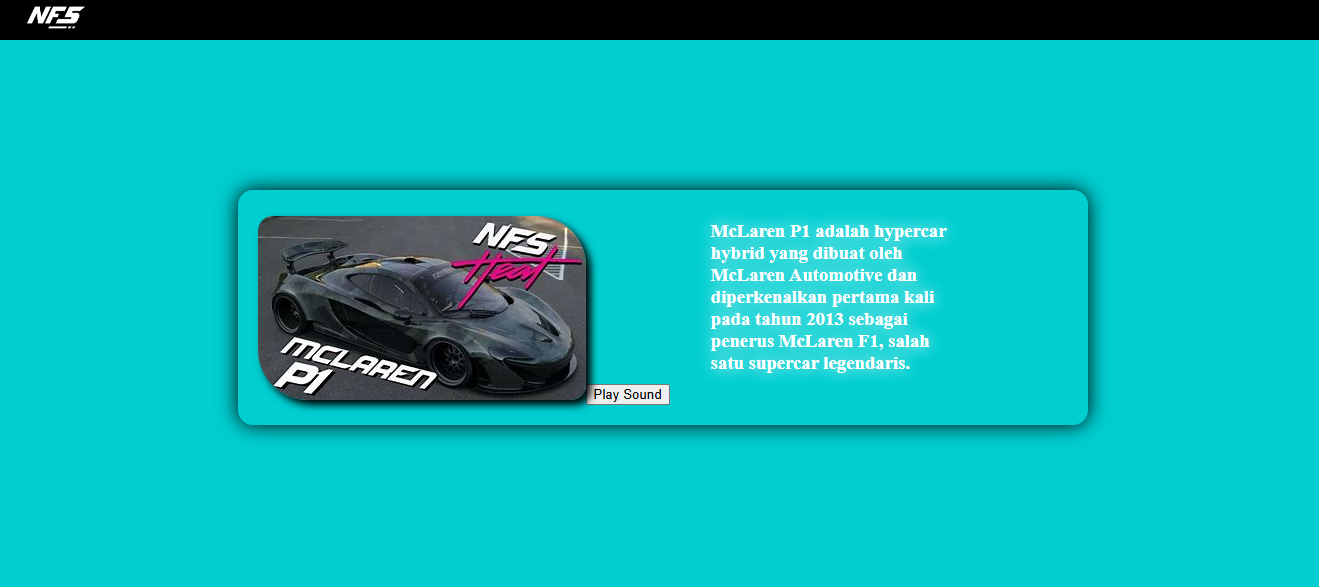 NFS
NFS
Heat
MCLAREN
P1
Play Sound
McLaren P1 adalah hypercar
hybrid yang dibuat oleh
McLaren Automotive dan
diperkenalkan pertama kali
pada tahun 2013 sebagai
penerus McLaren F1, salah
satu supercar legendaris.